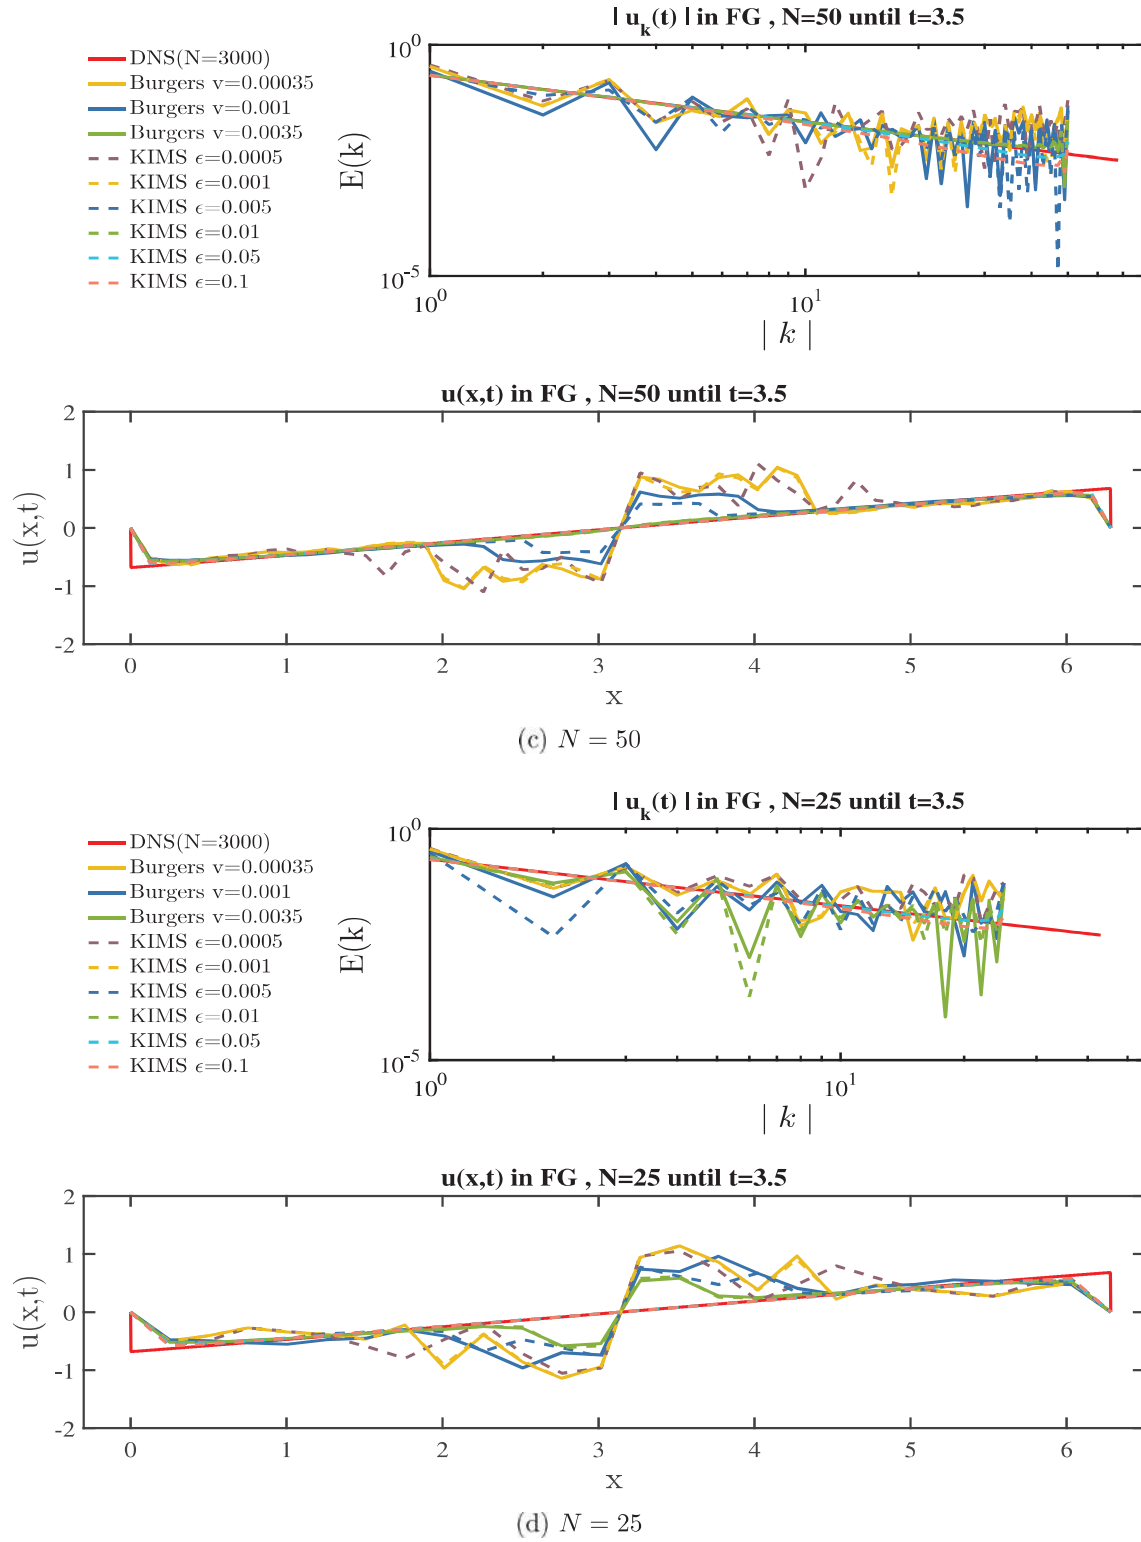 | u_k(t) | in FG , N=50 until t=3.5
DNS(N=3000)
Burgers v=0.00035
Burgers v=0.001
Burgers v=0.0035
KIMS ϵ=0.0005
KIMS ϵ=0.001
KIMS ϵ=0.005
KIMS ϵ=0.01
KIMS ϵ=0.05
KIMS ϵ=0.1
E(k)
10^0
10^-5
10^0 10^1
| k |
u(x,t) in FG , N=50 until t=3.5
u(x,t)
2
1
0
-1
-2
0 1 2 3 4 5 6
x
(c) N = 50
| u_k(t) | in FG , N=25 until t=3.5
DNS(N=3000)
Burgers v=0.00035
Burgers v=0.001
Burgers v=0.0035
KIMS ϵ=0.0005
KIMS ϵ=0.001
KIMS ϵ=0.005
KIMS ϵ=0.01
KIMS ϵ=0.05
KIMS ϵ=0.1
E(k)
10^0
10^-5
10^0 10^1
| k |
u(x,t) in FG , N=25 until t=3.5
u(x,t)
2
1
0
-1
-2
0 1 2 3 4 5 6
x
(d) N = 25